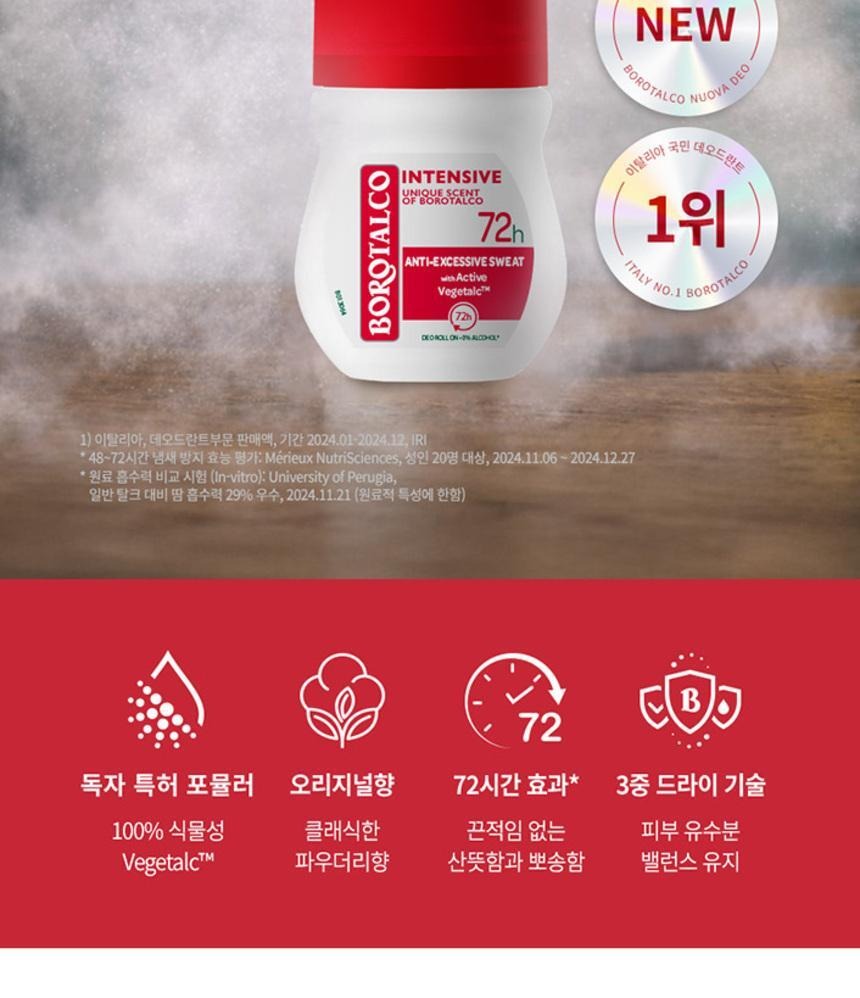 NEW
BOROTALCO NUOVA DEO
이탈리아 국민 데오드란트
1위
ITALY NO.1 BOROTALCO
BOROTALCO
INTENSIVE
UNIQUE SCENT
OF BOROTALCO
72h
ANTI-EXCESSIVE SWEAT
with Active
Vegetalc™
72h
DEO ROLL ON • 0% ALCOHOL*
1) 이탈리아, 데오드란트부문 판매액, 기간 2024.01-2024.12, IRI
* 48~72시간 냄새 방지 효능 평가: Mérieux NutriSciences, 성인 20명 대상, 2024.11.06 ~ 2024.12.27
* 원료 흡수력 비교 시험 (In-vitro): University of Perugia,
일반 탈크 대비 땀 흡수력 29% 우수, 2024.11.21 (원료적 특성에 한함)
72
B
독자 특허 포뮬러
100% 식물성
Vegetalc™
오리지널향
클래식한
파우더리향
72시간 효과*
끈적임 없는
산뜻함과 뽀송함
3중 드라이 기술
피부 유수분
밸런스 유지